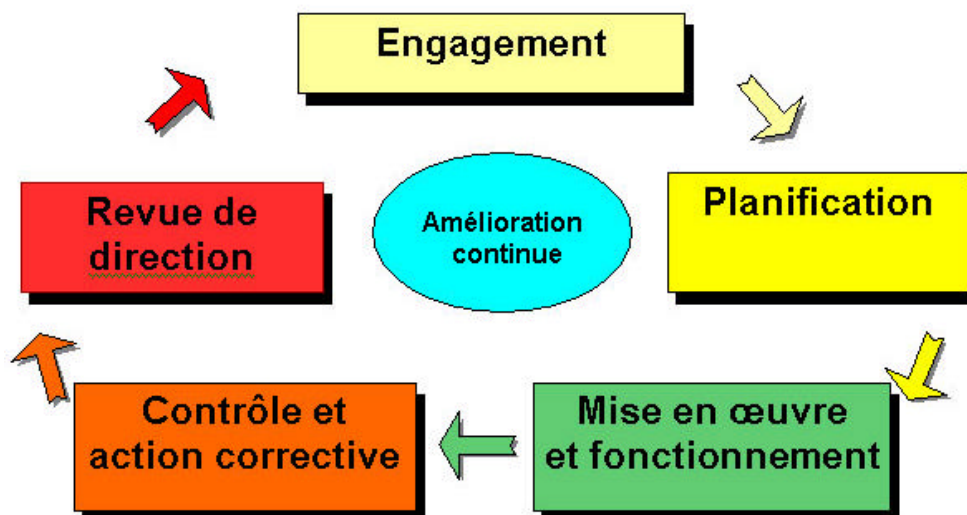 Engagement
Planification
Mise en œuvre
et fonctionnement
Contrôle et
action corrective
Revue de
direction
Amélioration
continue